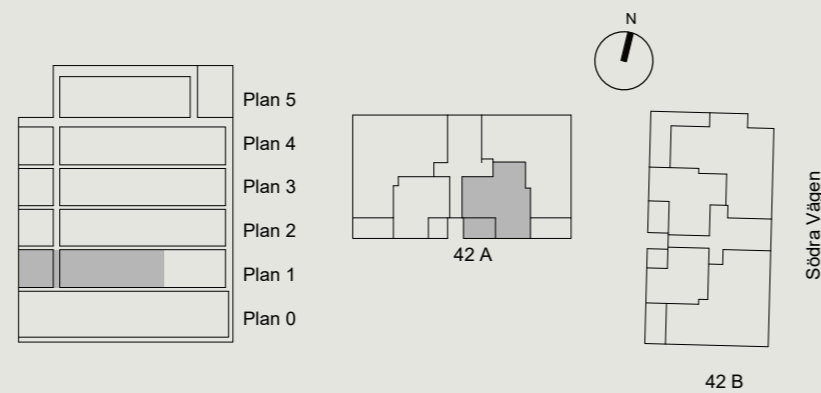 N
Plan 5
Plan 4
Plan 3
Plan 2
Plan 1
Plan 0
42 A
42 B
Södra Vägen